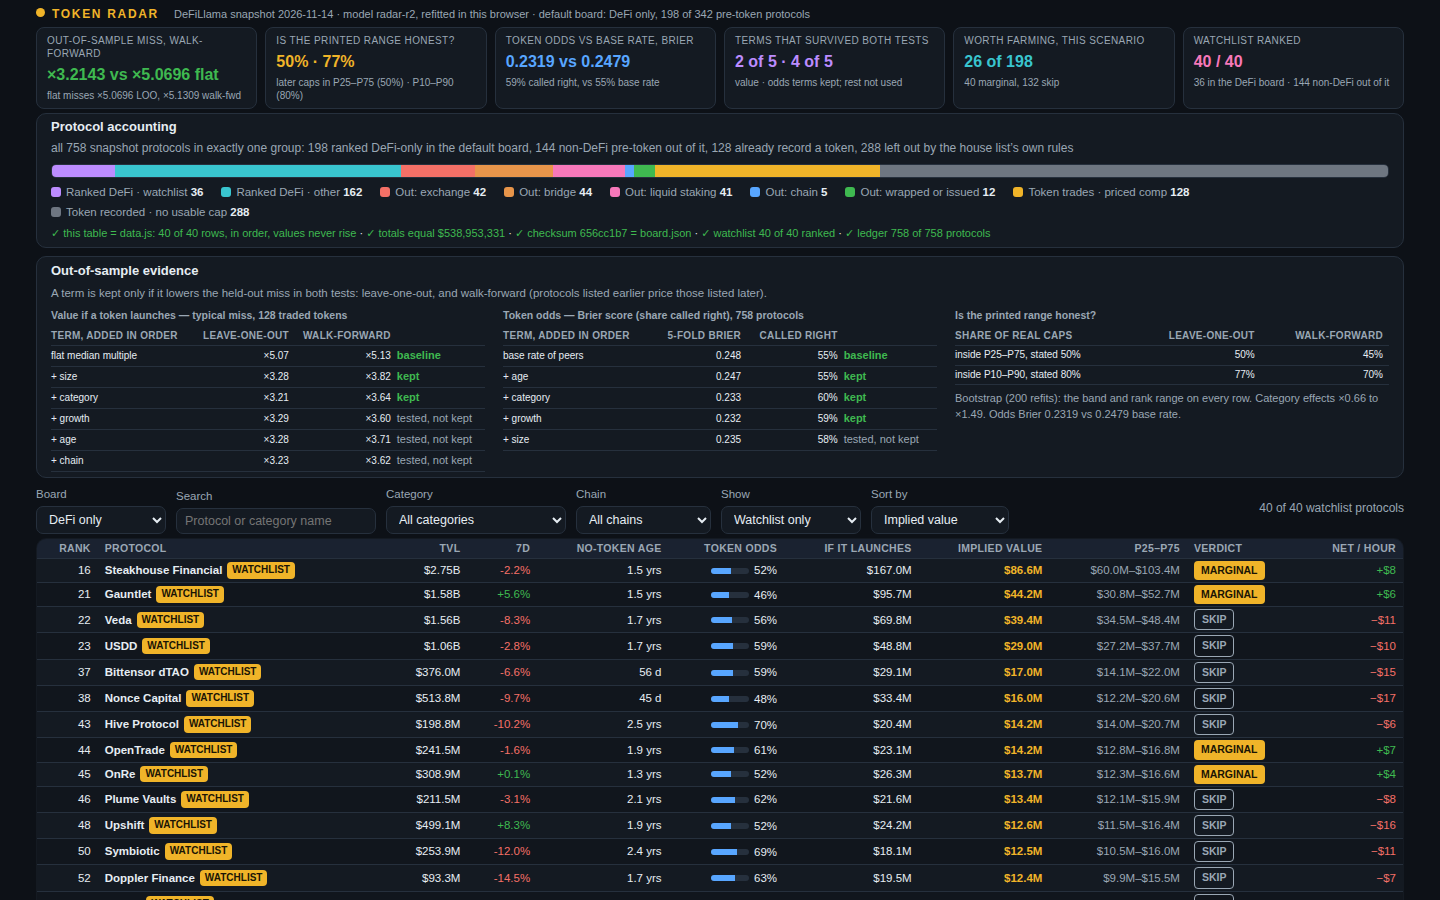 TOKEN RADAR DeFiLlama snapshot 2026-11-14 · model radar-r2, refitted in this browser · default board: DeFi only, 198 of 342 pre-token protocols
OUT-OF-SAMPLE MISS, WALK-FORWARD
×3.2143 vs ×5.0696 flat
flat misses ×5.0696 LOO, ×5.1309 walk-fwd
IS THE PRINTED RANGE HONEST?
50% · 77%
later caps in P25–P75 (50%) · P10–P90 (80%)
TOKEN ODDS VS BASE RATE, BRIER
0.2319 vs 0.2479
59% called right, vs 55% base rate
TERMS THAT SURVIVED BOTH TESTS
2 of 5 · 4 of 5
value · odds terms kept; rest not used
WORTH FARMING, THIS SCENARIO
26 of 198
40 marginal, 132 skip
WATCHLIST RANKED
40 / 40
36 in the DeFi board · 144 non-DeFi out of it
Protocol accounting
all 758 snapshot protocols in exactly one group: 198 ranked DeFi-only in the default board, 144 non-DeFi pre-token out of it, 128 already record a token, 288 left out by the house list's own rules
Ranked DeFi · watchlist 36 Ranked DeFi · other 162 Out: exchange 42 Out: bridge 44 Out: liquid staking 41 Out: chain 5 Out: wrapped or issued 12 Token trades · priced comp 128
Token recorded · no usable cap 288
✓ this table = data.js: 40 of 40 rows, in order, values never rise · ✓ totals equal $538,953,331 · ✓ checksum 656cc1b7 = board.json · ✓ watchlist 40 of 40 ranked · ✓ ledger 758 of 758 protocols
Out-of-sample evidence
A term is kept only if it lowers the held-out miss in both tests: leave-one-out, and walk-forward (protocols listed earlier price those listed later).
Value if a token launches — typical miss, 128 traded tokens
TERM, ADDED IN ORDER LEAVE-ONE-OUT WALK-FORWARD
flat median multiple ×5.07 ×5.13 baseline
+ size ×3.28 ×3.82 kept
+ category ×3.21 ×3.64 kept
+ growth ×3.29 ×3.60 tested, not kept
+ age ×3.28 ×3.71 tested, not kept
+ chain ×3.23 ×3.62 tested, not kept
Token odds — Brier score (share called right), 758 protocols
TERM, ADDED IN ORDER 5-FOLD BRIER CALLED RIGHT
base rate of peers 0.248 55% baseline
+ age 0.247 55% kept
+ category 0.233 60% kept
+ growth 0.232 59% kept
+ size 0.235 58% tested, not kept
Is the printed range honest?
SHARE OF REAL CAPS LEAVE-ONE-OUT WALK-FORWARD
inside P25–P75, stated 50% 50% 45%
inside P10–P90, stated 80% 77% 70%
Bootstrap (200 refits): the band and rank range on every row. Category effects ×0.66 to
×1.49. Odds Brier 0.2319 vs 0.2479 base rate.
Board Search Category Chain Show Sort by
DeFi only Protocol or category name All categories All chains Watchlist only Implied value 40 of 40 watchlist protocols
RANK PROTOCOL TVL 7D NO-TOKEN AGE TOKEN ODDS IF IT LAUNCHES IMPLIED VALUE P25–P75 VERDICT NET / HOUR
16 Steakhouse Financial WATCHLIST $2.75B -2.2% 1.5 yrs 52% $167.0M $86.6M $60.0M–$103.4M MARGINAL +$8
21 Gauntlet WATCHLIST $1.58B +5.6% 1.5 yrs 46% $95.7M $44.2M $30.8M–$52.7M MARGINAL +$6
22 Veda WATCHLIST $1.56B -8.3% 1.7 yrs 56% $69.8M $39.4M $34.5M–$48.4M SKIP −$11
23 USDD WATCHLIST $1.06B -2.8% 1.7 yrs 59% $48.8M $29.0M $27.2M–$37.7M SKIP −$10
37 Bittensor dTAO WATCHLIST $376.0M -6.6% 56 d 59% $29.1M $17.0M $14.1M–$22.0M SKIP −$15
38 Nonce Capital WATCHLIST $513.8M -9.7% 45 d 48% $33.4M $16.0M $12.2M–$20.6M SKIP −$17
43 Hive Protocol WATCHLIST $198.8M -10.2% 2.5 yrs 70% $20.4M $14.2M $14.0M–$20.7M SKIP −$6
44 OpenTrade WATCHLIST $241.5M -1.6% 1.9 yrs 61% $23.1M $14.2M $12.8M–$16.8M MARGINAL +$7
45 OnRe WATCHLIST $308.9M +0.1% 1.3 yrs 52% $26.3M $13.7M $12.3M–$16.6M MARGINAL +$4
46 Plume Vaults WATCHLIST $211.5M -3.1% 2.1 yrs 62% $21.6M $13.4M $12.1M–$15.9M SKIP −$8
48 Upshift WATCHLIST $499.1M +8.3% 1.9 yrs 52% $24.2M $12.6M $11.5M–$16.4M SKIP −$16
50 Symbiotic WATCHLIST $253.9M -12.0% 2.4 yrs 69% $18.1M $12.5M $10.5M–$16.0M SKIP −$11
52 Doppler Finance WATCHLIST $93.3M -14.5% 1.7 yrs 63% $19.5M $12.4M $9.9M–$15.5M SKIP −$7